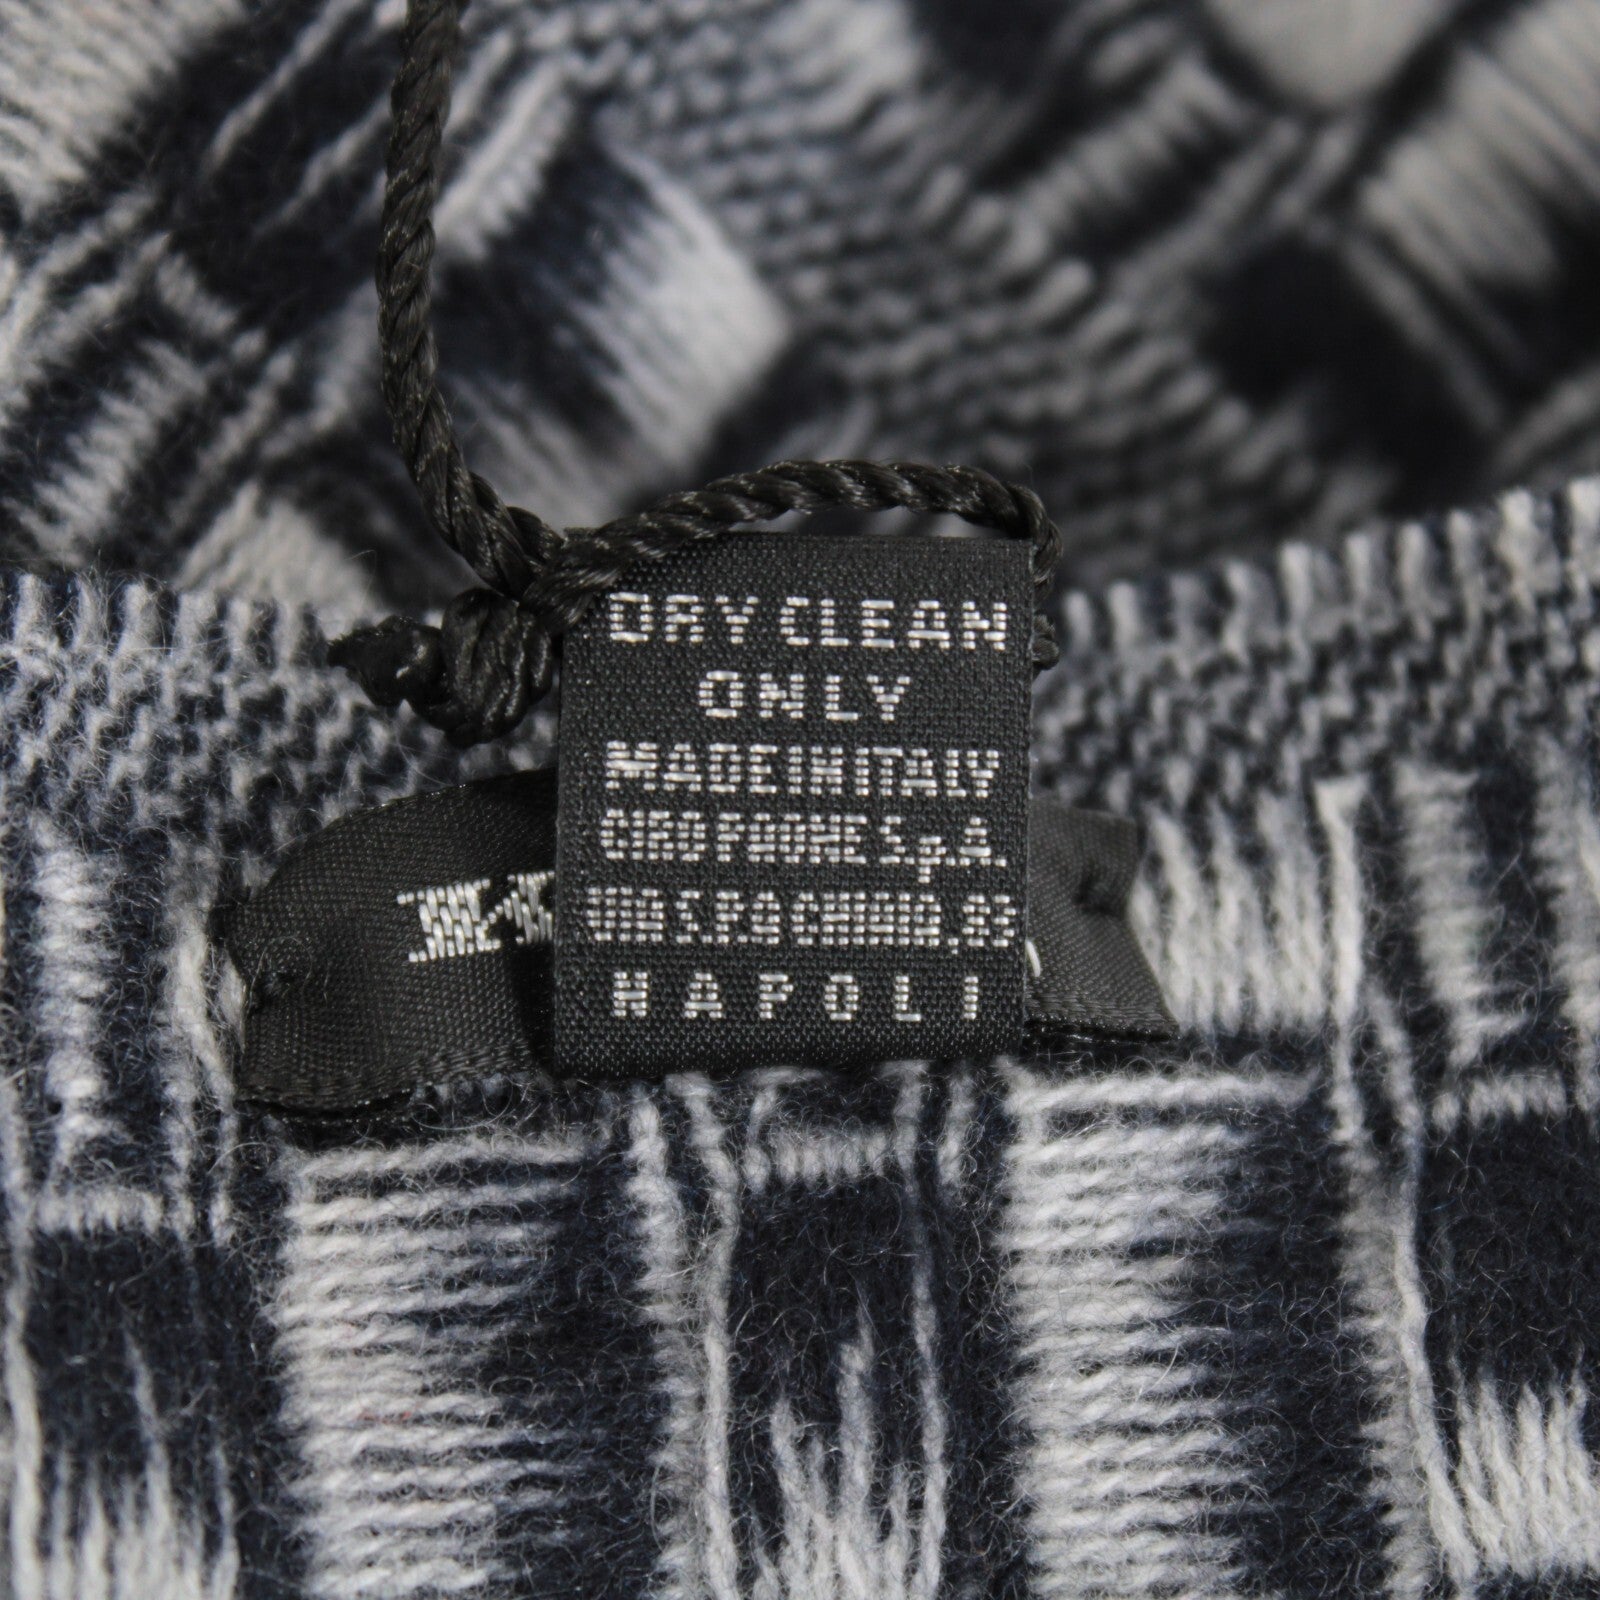 DRY CLEAN
ONLY
MADE IN ITALY
CIRO PAONE S.p.A.
NAPOLI